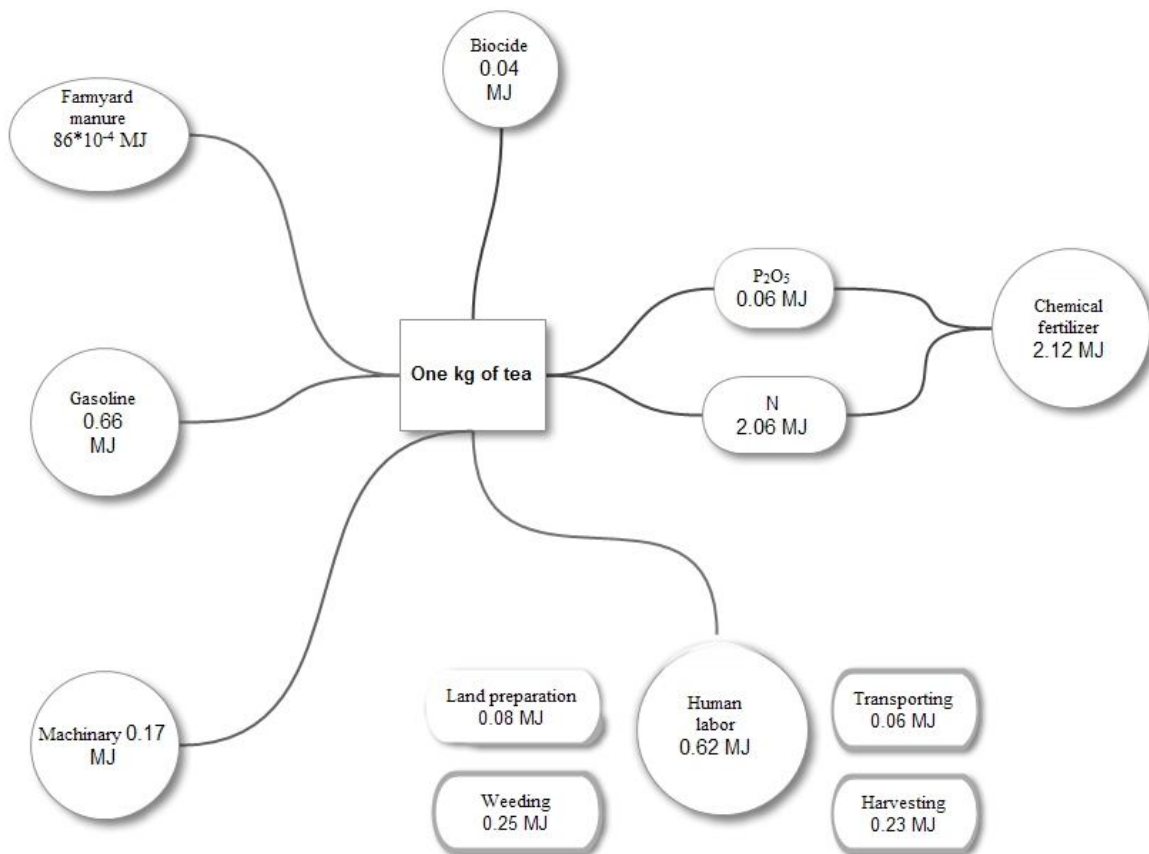 Biocide
0.04
MJ
Farmyard
manure
86*10⁻⁴ MJ
P₂O₅
0.06 MJ
Chemical
fertilizer
2.12 MJ
One kg of tea
Gasoline
0.66
MJ
N
2.06 MJ
Machinary 0.17
MJ
Land preparation
0.08 MJ
Human
labor
0.62 MJ
Transporting
0.06 MJ
Weeding
0.25 MJ
Harvesting
0.23 MJ